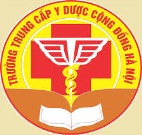 TRƯỜNG TRUNG CẤP Y DƯỢC CỘNG ĐỒNG HÀ NỘI